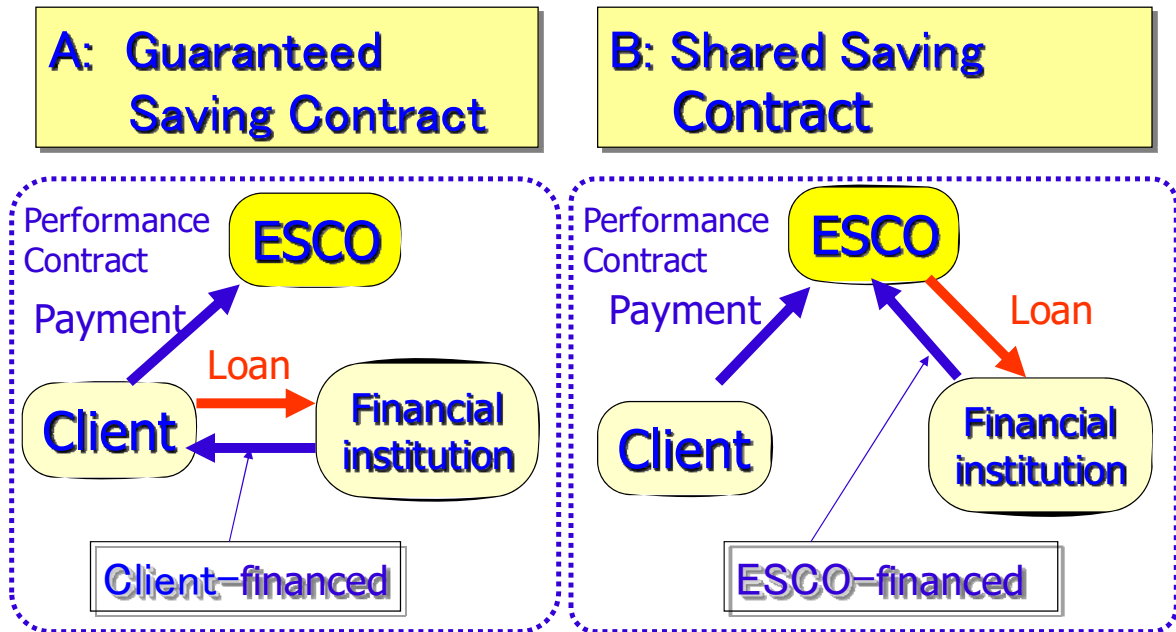 A: Guaranteed
Saving Contract
Performance
Contract
ESCO
Payment
Loan
Client
Financial
institution
Client-financed
B: Shared Saving
Contract
Performance
Contract
ESCO
Payment
Loan
Client
Financial
institution
ESCO-financed